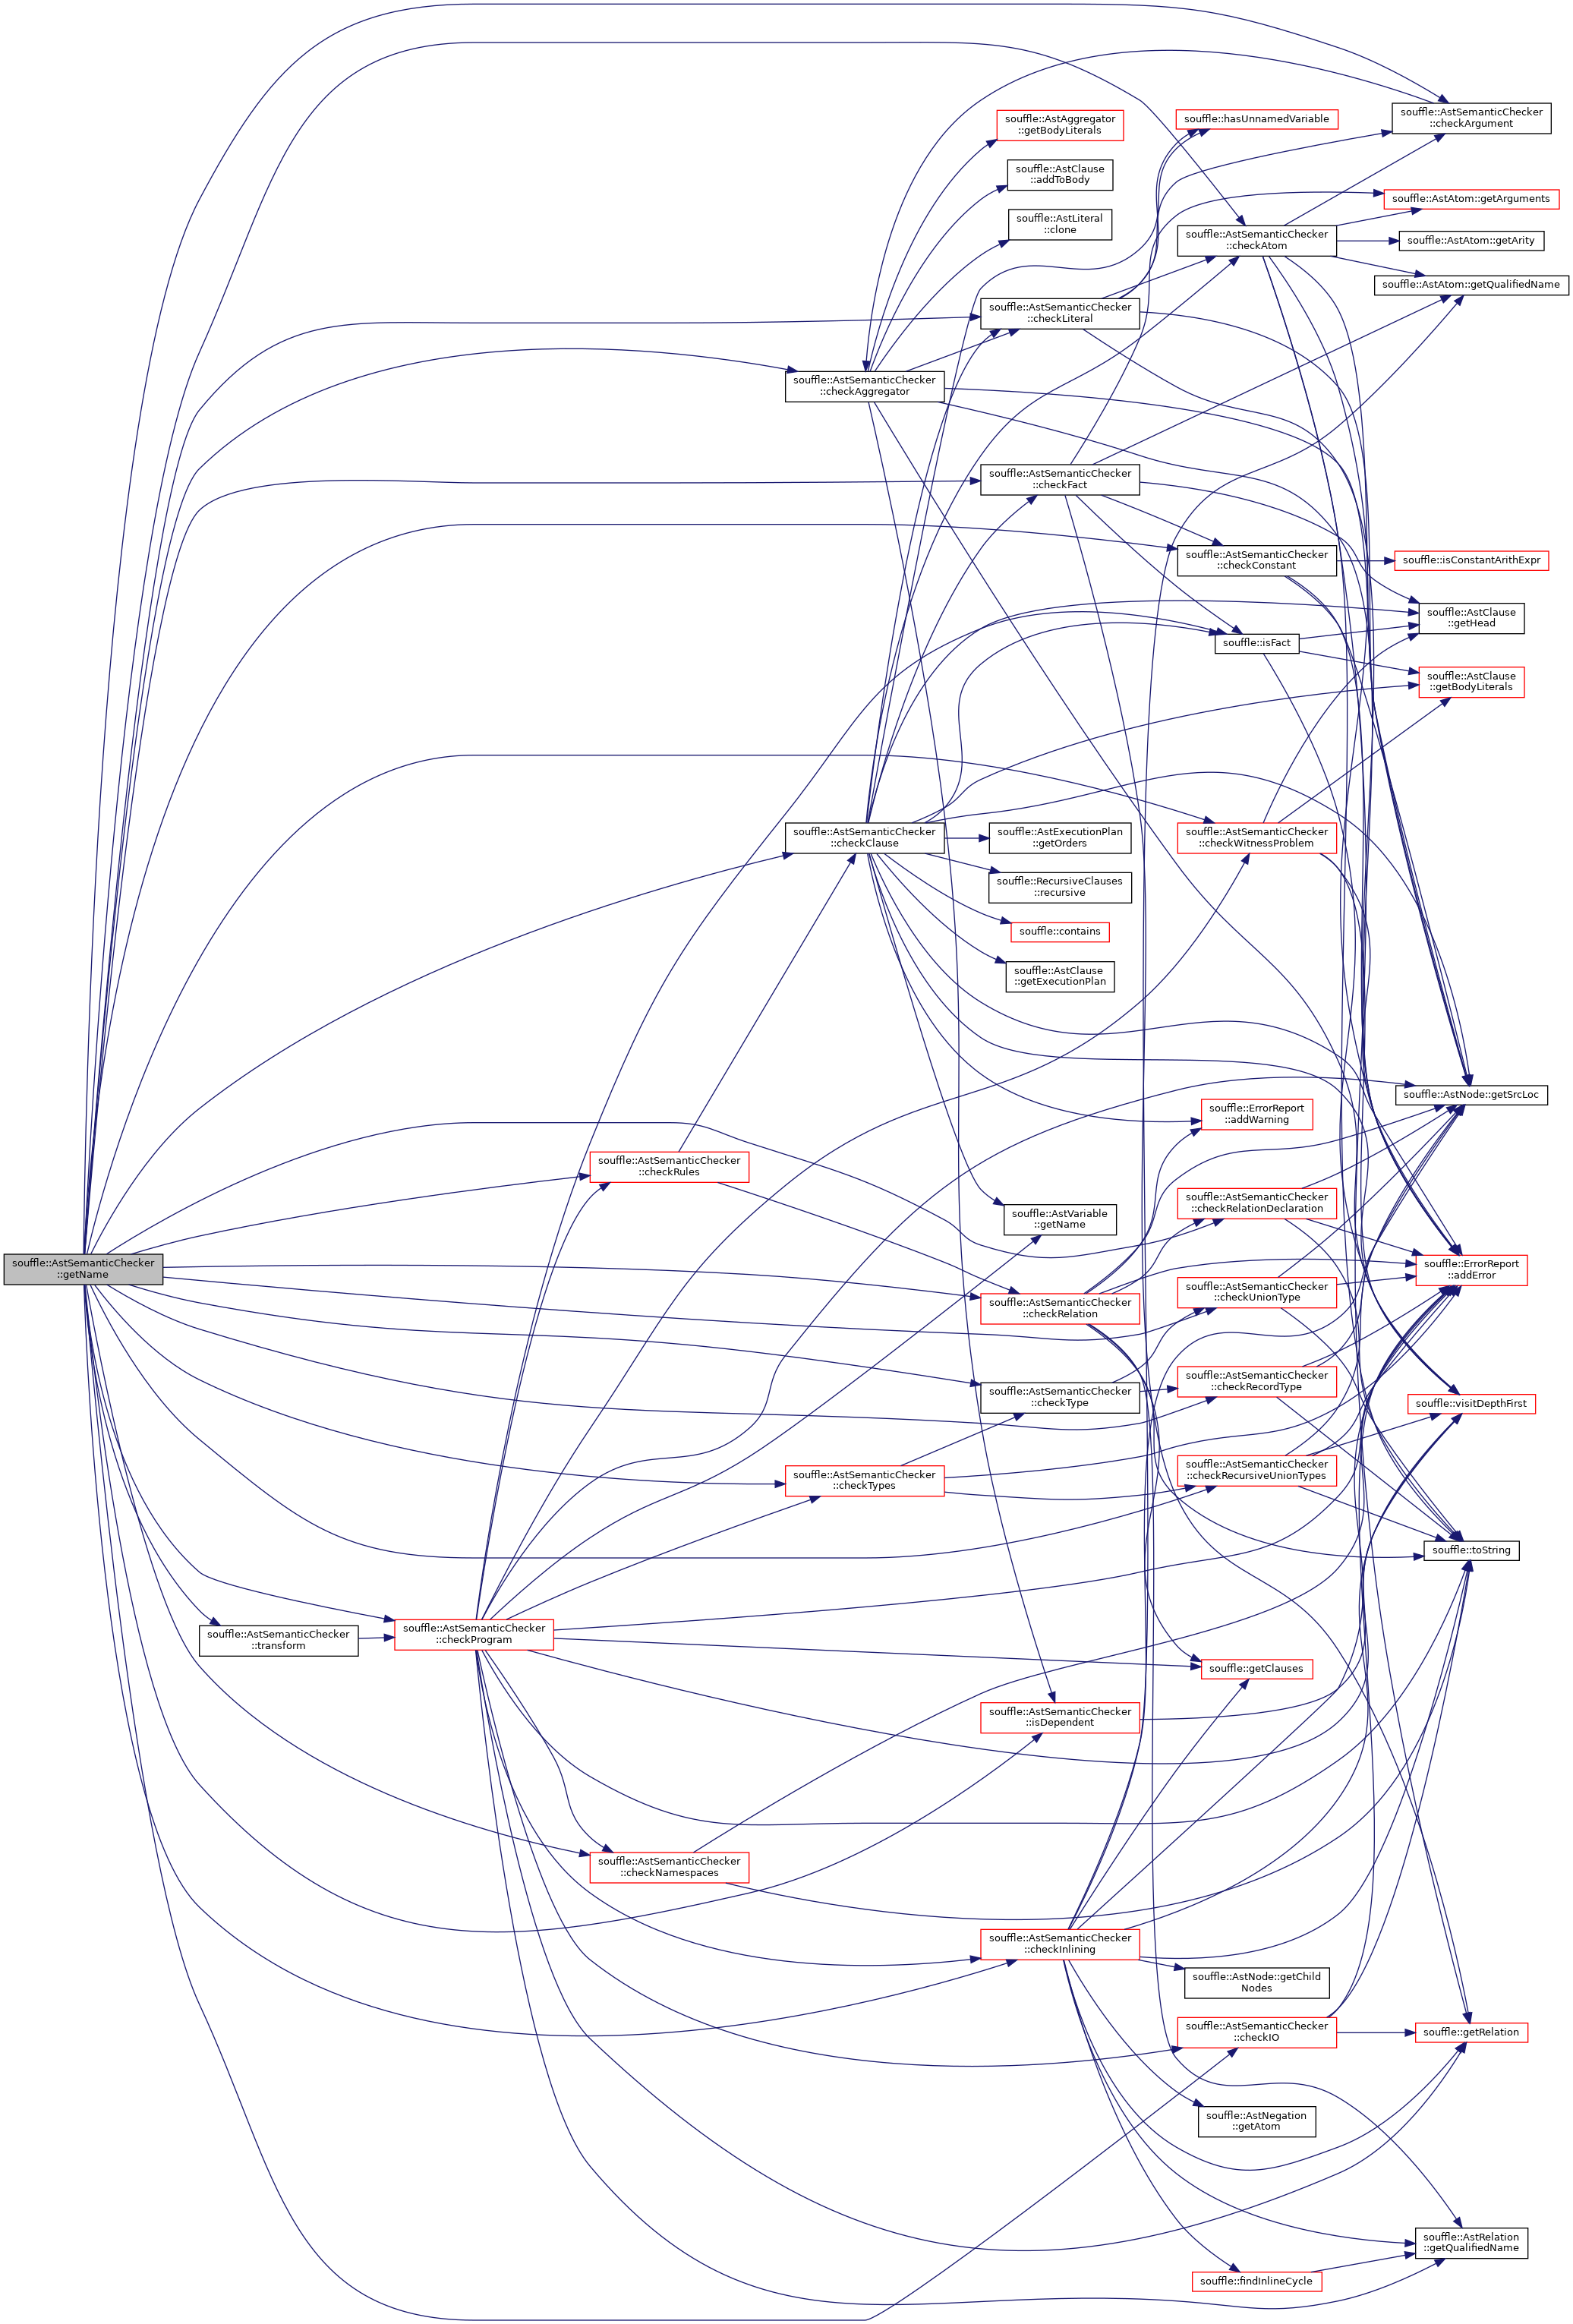 souffle::AstSemanticChecker
::checkArgument
souffle::AstAggregator
::getBodyLiterals
souffle::hasUnnamedVariable
souffle::AstClause
::addToBody
souffle::AstAtom::getArguments
souffle::AstLiteral
::clone
souffle::AstSemanticChecker
::checkAtom
souffle::AstAtom::getArity
souffle::AstAtom::getQualifiedName
souffle::AstSemanticChecker
::checkLiteral
souffle::AstSemanticChecker
::checkAggregator
souffle::AstSemanticChecker
::checkFact
souffle::AstSemanticChecker
::checkConstant
souffle::isConstantArithExpr
souffle::AstClause
::getHead
souffle::isFact
souffle::AstClause
::getBodyLiterals
souffle::AstSemanticChecker
::checkClause
souffle::AstExecutionPlan
::getOrders
souffle::AstSemanticChecker
::checkWitnessProblem
souffle::RecursiveClauses
::recursive
souffle::contains
souffle::AstClause
::getExecutionPlan
souffle::AstNode::getSrcLoc
souffle::ErrorReport
::addWarning
souffle::AstSemanticChecker
::checkRules
souffle::AstSemanticChecker
::checkRelationDeclaration
souffle::AstVariable
::getName
souffle::AstSemanticChecker
::getName
souffle::ErrorReport
::addError
souffle::AstSemanticChecker
::checkUnionType
souffle::AstSemanticChecker
::checkRelation
souffle::AstSemanticChecker
::checkRecordType
souffle::AstSemanticChecker
::checkType
souffle::visitDepthFirst
souffle::AstSemanticChecker
::checkRecursiveUnionTypes
souffle::AstSemanticChecker
::checkTypes
souffle::toString
souffle::AstSemanticChecker
::checkProgram
souffle::AstSemanticChecker
::transform
souffle::getClauses
souffle::AstSemanticChecker
::isDependent
souffle::AstSemanticChecker
::checkNamespaces
souffle::AstSemanticChecker
::checkInlining
souffle::AstNode::getChild
Nodes
souffle::AstSemanticChecker
::checkIO
souffle::getRelation
souffle::AstNegation
::getAtom
souffle::AstRelation
::getQualifiedName
souffle::findInlineCycle